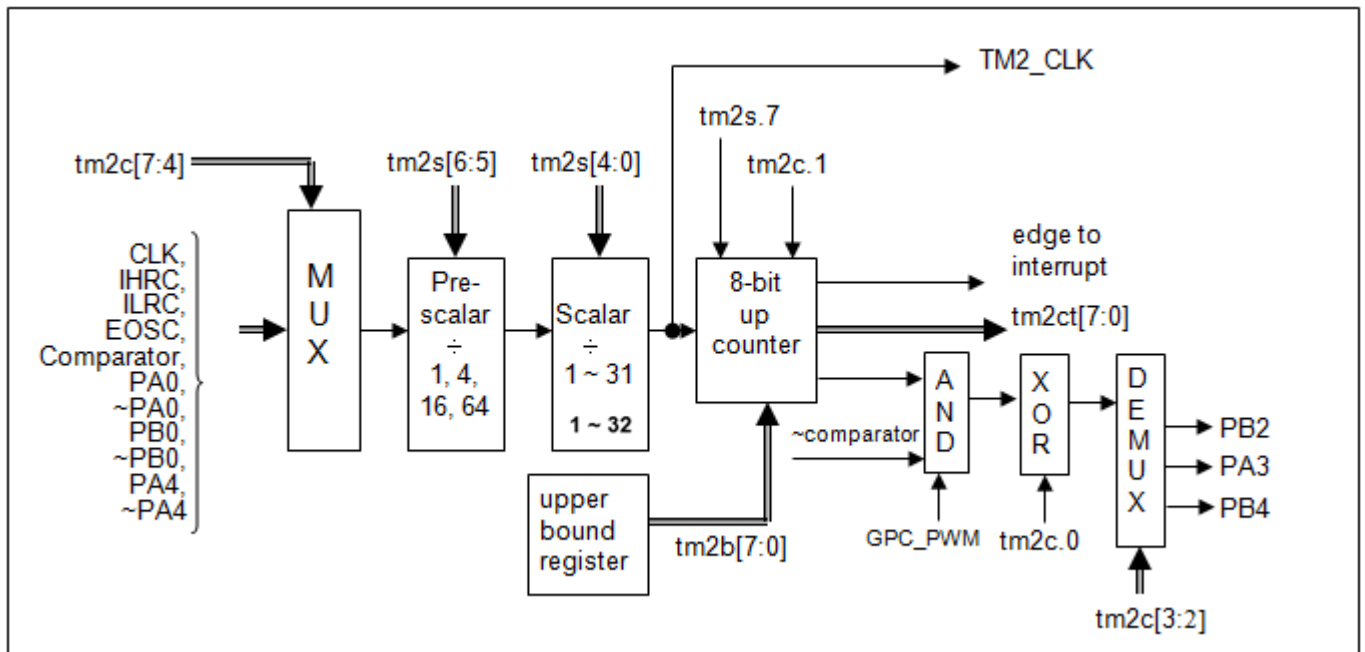 TM2_CLK
tm2s.7
tm2c[7:4]
tm2s[6:5]
tm2s[4:0]
tm2c.1
CLK,
IHRC,
ILRC,
EOSC,
Comparator,
PA0,
~PA0,
PB0,
~PB0,
PA4,
~PA4
M
U
X
Pre-
scalar
÷
1, 4,
16, 64
Scalar
÷
1 ~ 31
1 ~ 32
8-bit
up
counter
edge to
interrupt
tm2ct[7:0]
upper
bound
register
tm2b[7:0]
~comparator
A
N
D
GPC_PWM
X
O
R
tm2c.0
D
E
M
U
X
PB2
PA3
PB4
tm2c[3:2]